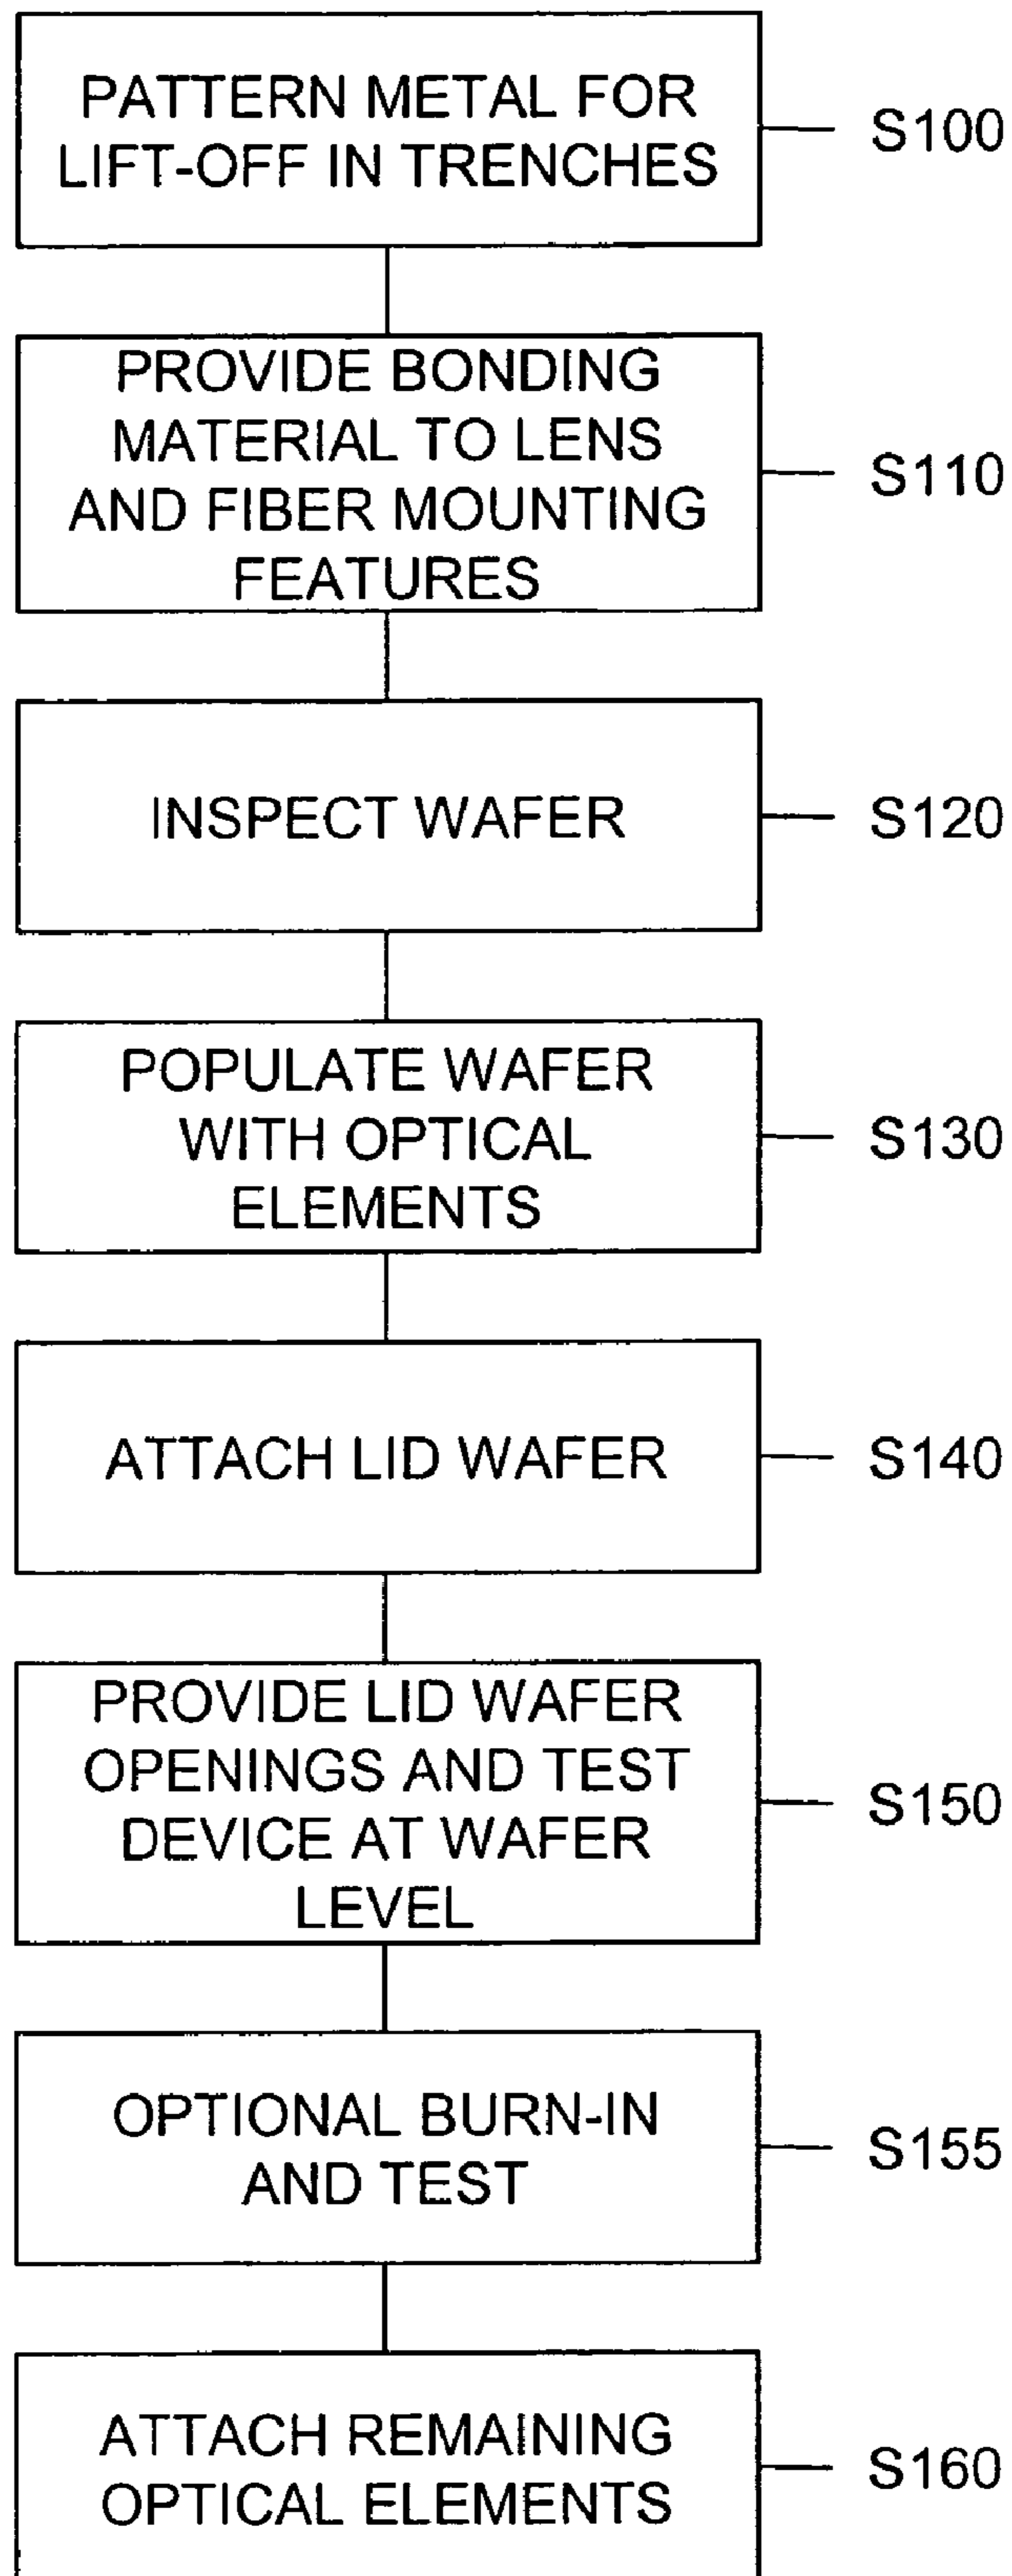 PATTERN METAL FOR
LIFT-OFF IN TRENCHES
S100
PROVIDE BONDING
MATERIAL TO LENS
AND FIBER MOUNTING
FEATURES
S110
INSPECT WAFER
S120
POPULATE WAFER
WITH OPTICAL
ELEMENTS
S130
ATTACH LID WAFER
S140
PROVIDE LID WAFER
OPENINGS AND TEST
DEVICE AT WAFER
LEVEL
S150
OPTIONAL BURN-IN
AND TEST
S155
ATTACH REMAINING
OPTICAL ELEMENTS
S160